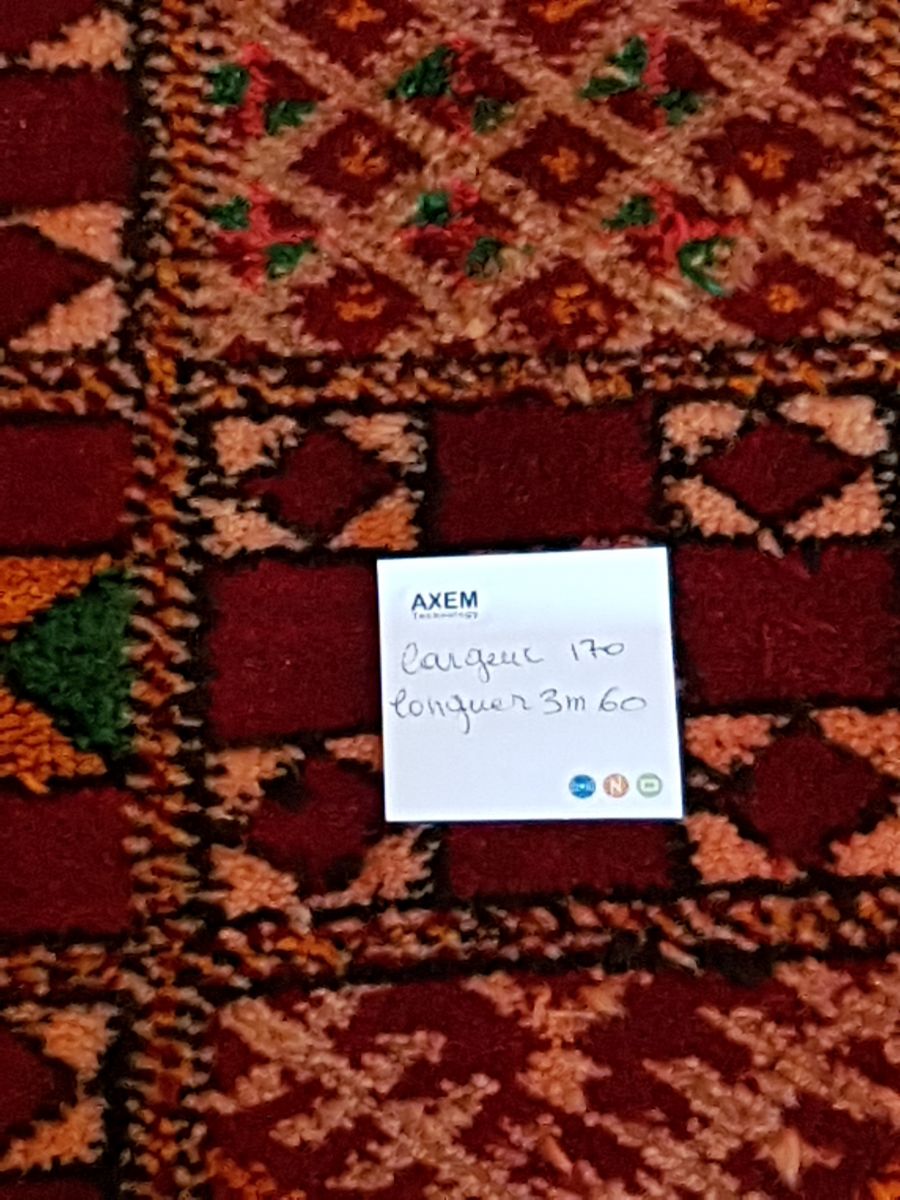 AXEM
Technology
largeur 170
longuer 3m 60
N